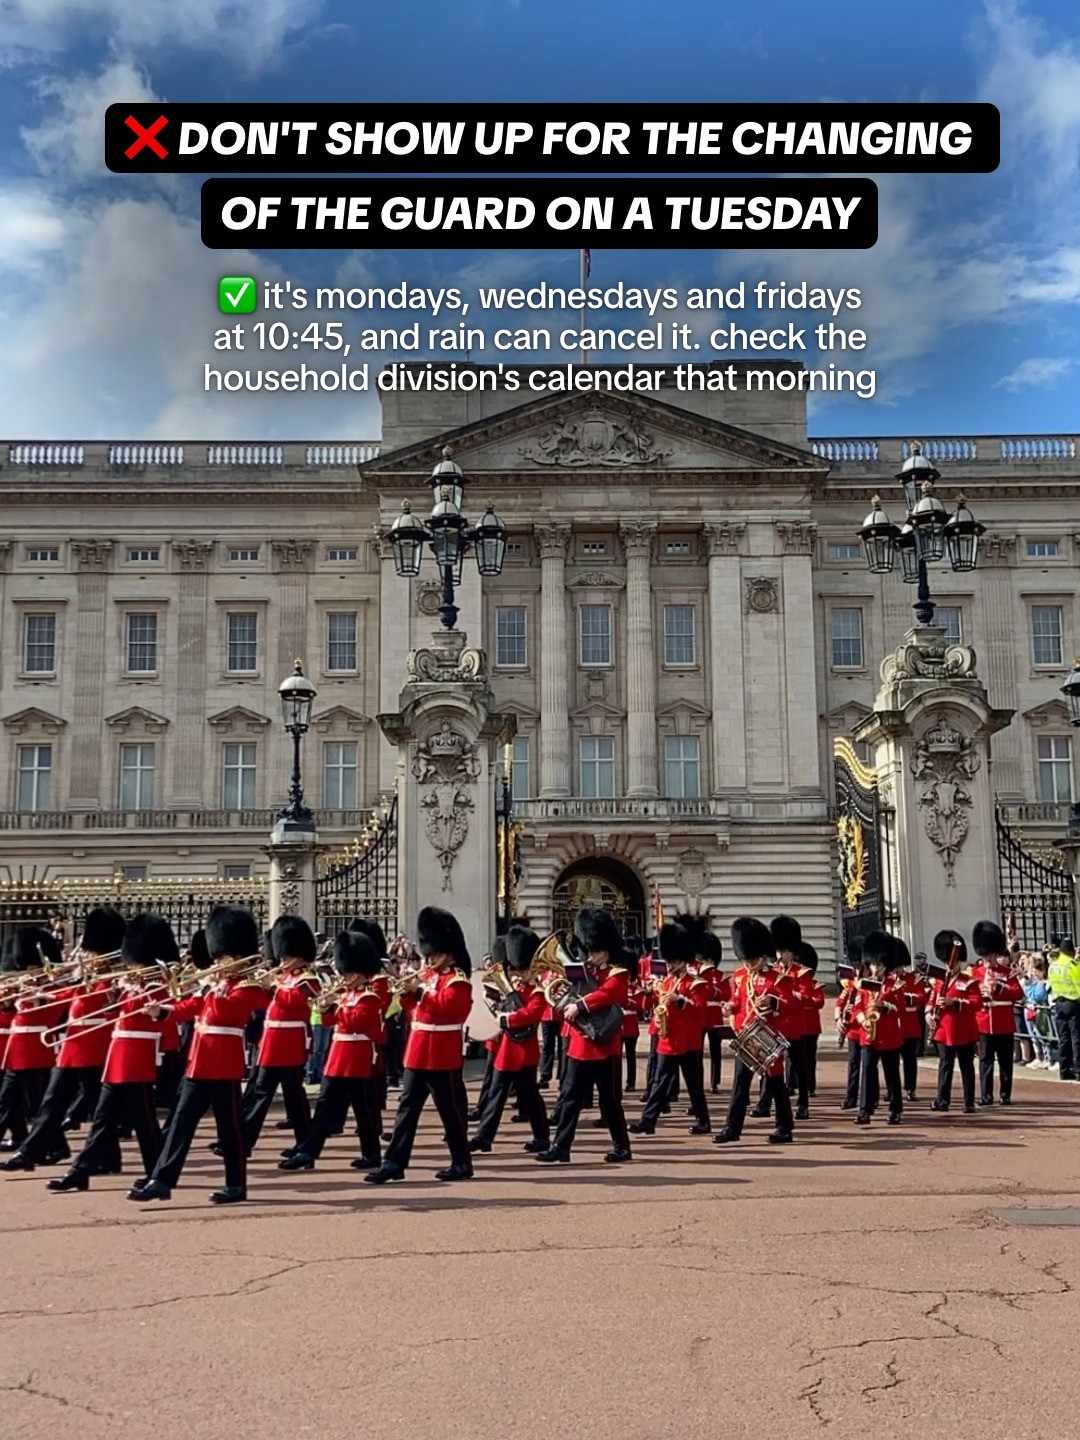 ❌ DON'T SHOW UP FOR THE CHANGING
OF THE GUARD ON A TUESDAY
✅ it's mondays, wednesdays and fridays
at 10:45, and rain can cancel it. check the
household division's calendar that morning